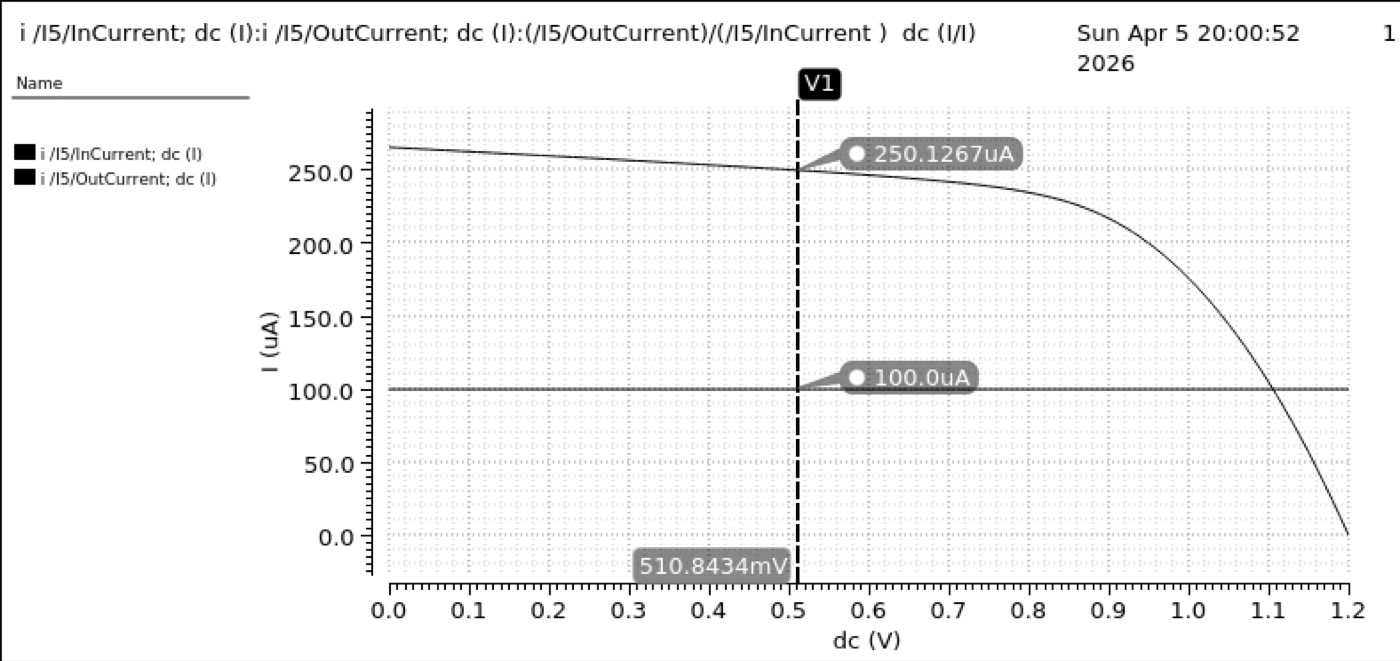 i /I5/InCurrent; dc (I):i /I5/OutCurrent; dc (I):(/I5/OutCurrent)/(/I5/InCurrent ) dc (I/I)
Sun Apr 5 20:00:52
2026
1
Name
i /I5/InCurrent; dc (I)
i /I5/OutCurrent; dc (I)
V1
250.1267uA
100.0uA
510.8434mV
I (uA)
250.0
200.0
150.0
100.0
50.0
0.0
0.0 0.1 0.2 0.3 0.4 0.5 0.6 0.7 0.8 0.9 1.0 1.1 1.2
dc (V)